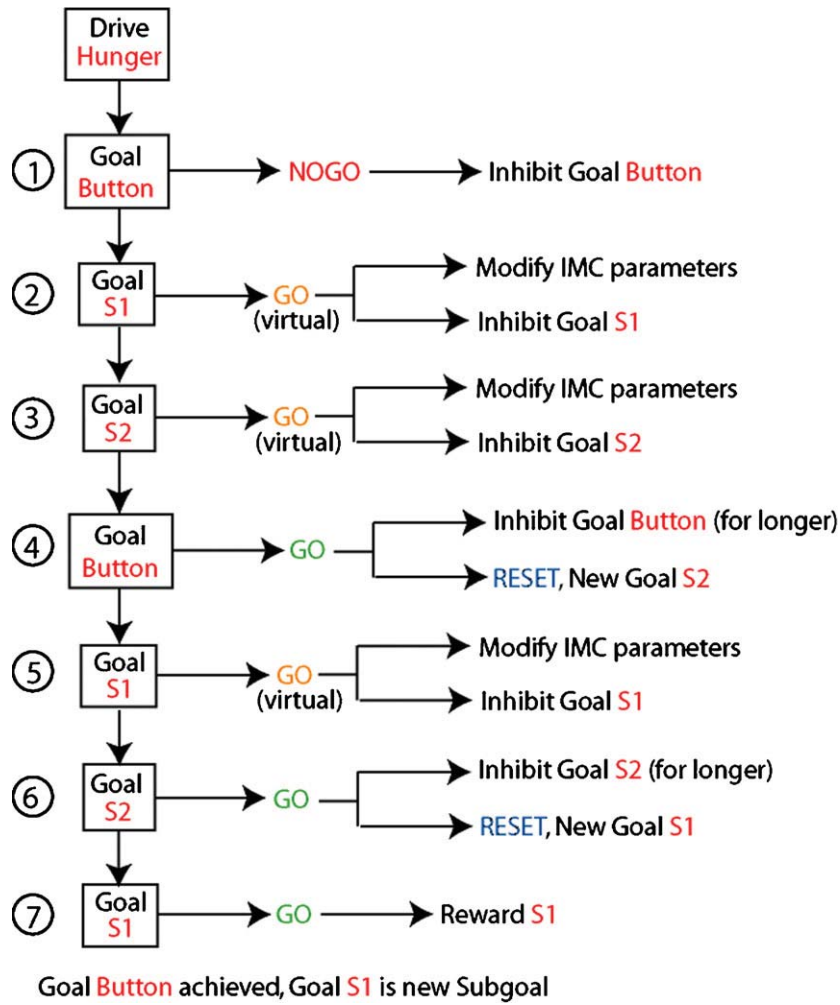 Drive
Hunger
① Goal
Button
NOGO
Inhibit Goal Button
② Goal
S1
GO
(virtual)
Modify IMC parameters
Inhibit Goal S1
③ Goal
S2
GO
(virtual)
Modify IMC parameters
Inhibit Goal S2
④ Goal
Button
GO
Inhibit Goal Button (for longer)
RESET, New Goal S2
⑤ Goal
S1
GO
(virtual)
Modify IMC parameters
Inhibit Goal S1
⑥ Goal
S2
GO
Inhibit Goal S2 (for longer)
RESET, New Goal S1
⑦ Goal
S1
GO
Reward S1
Goal Button achieved, Goal S1 is new Subgoal